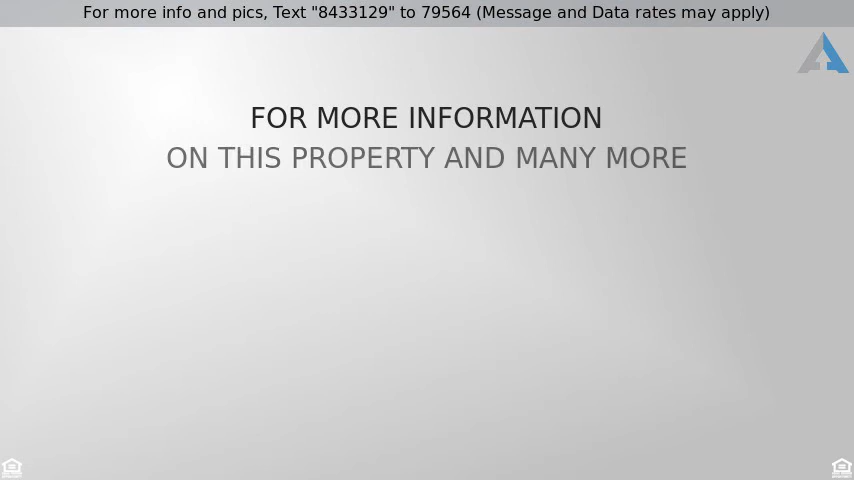 For more info and pics, Text "8433129" to 79564 (Message and Data rates may apply)
FOR MORE INFORMATION
ON THIS PROPERTY AND MANY MORE